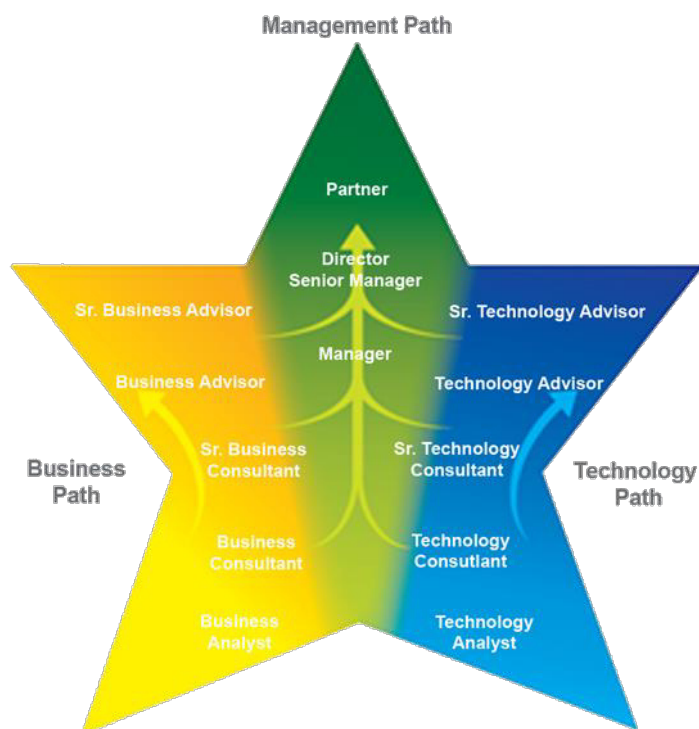 Management Path
Partner
Director
Senior Manager
Sr. Business Advisor
Sr. Technology Advisor
Manager
Business Advisor
Technology Advisor
Sr. Business
Consultant
Sr. Technology
Consultant
Business
Path
Technology
Path
Business
Consultant
Technology
Consutlant
Business
Analyst
Technology
Analyst